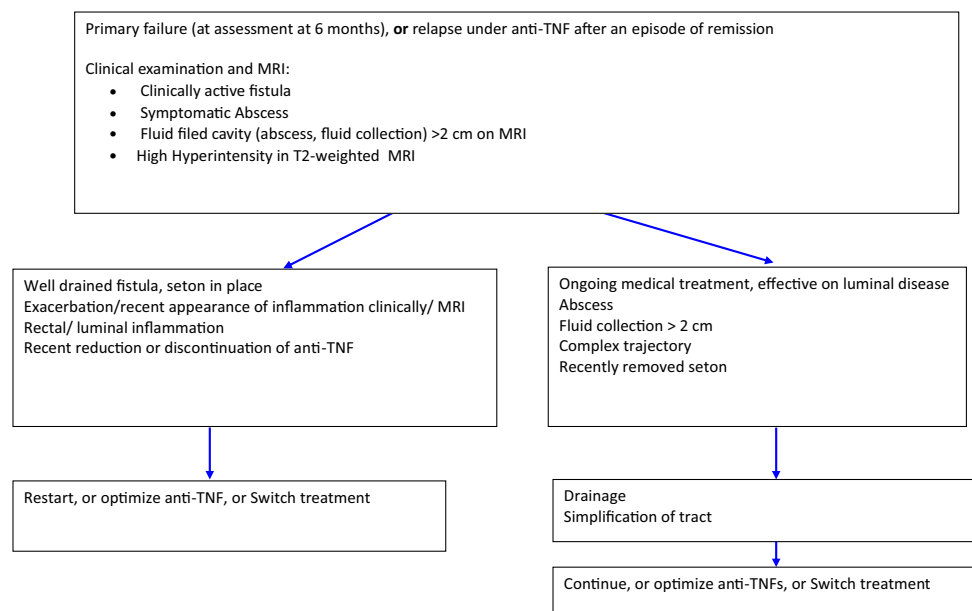 Primary failure (at assessment at 6 months), or relapse under anti-TNF after an episode of remission
Clinical examination and MRI:
• Clinically active fistula
• Symptomatic Abscess
• Fluid filed cavity (abscess, fluid collection) >2 cm on MRI
• High Hyperintensity in T2-weighted MRI
Well drained fistula, seton in place
Exacerbation/recent appearance of inflammation clinically/ MRI
Rectal/ luminal inflammation
Recent reduction or discontinuation of anti-TNF
Ongoing medical treatment, effective on luminal disease
Abscess
Fluid collection > 2 cm
Complex trajectory
Recently removed seton
Restart, or optimize anti-TNF, or Switch treatment
Drainage
Simplification of tract
Continue, or optimize anti-TNFs, or Switch treatment